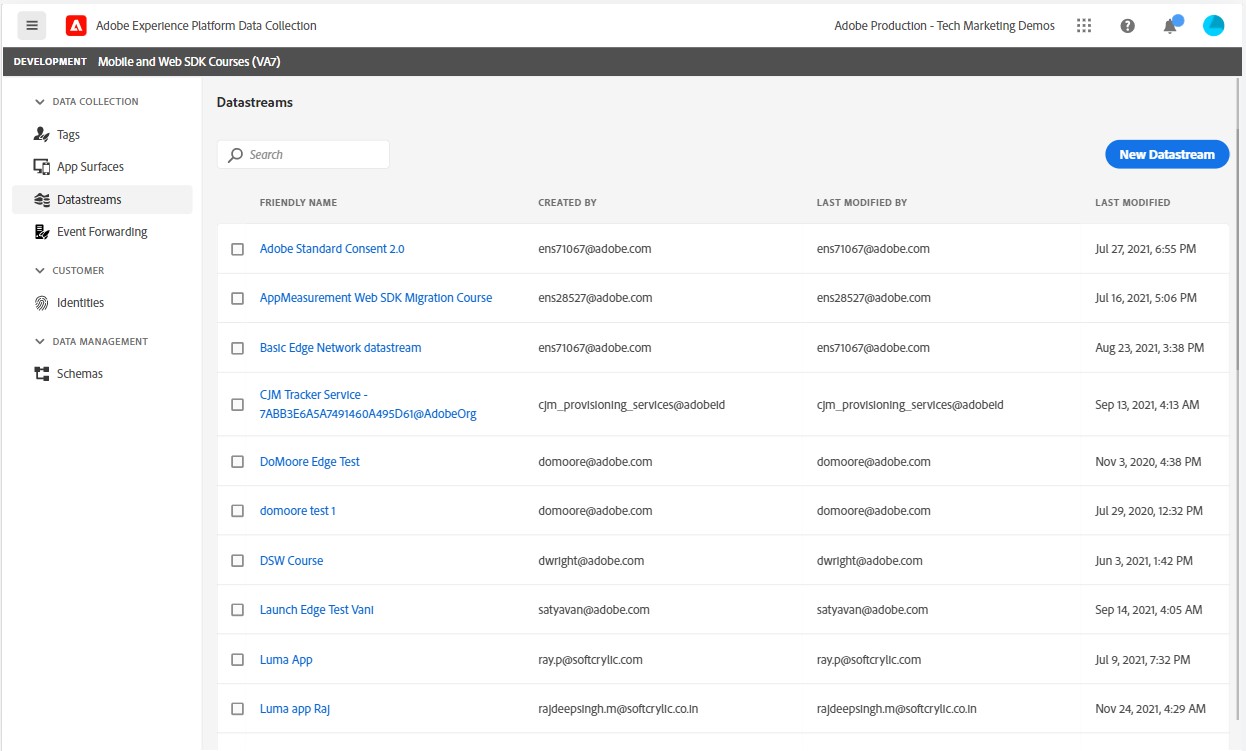 Adobe Experience Platform Data Collection
Adobe Production - Tech Marketing Demos
DEVELOPMENT Mobile and Web SDK Courses (VA7)
DATA COLLECTION
Tags
App Surfaces
Datastreams
Event Forwarding
CUSTOMER
Identities
DATA MANAGEMENT
Schemas
Datastreams
Search
New Datastream
FRIENDLY NAME CREATED BY LAST MODIFIED BY LAST MODIFIED
Adobe Standard Consent 2.0 ens71067@adobe.com ens71067@adobe.com Jul 27, 2021, 6:55 PM
AppMeasurement Web SDK Migration Course ens28527@adobe.com ens28527@adobe.com Jul 16, 2021, 5:06 PM
Basic Edge Network datastream ens71067@adobe.com ens71067@adobe.com Aug 23, 2021, 3:38 PM
CJM Tracker Service -
7ABB3E6A5A7491460A495D61@AdobeOrg cjm_provisioning_services@adobeid cjm_provisioning_services@adobeid Sep 13, 2021, 4:13 AM
DoMoore Edge Test domoore@adobe.com domoore@adobe.com Nov 3, 2020, 4:38 PM
domoore test 1 domoore@adobe.com domoore@adobe.com Jul 29, 2020, 12:32 PM
DSW Course dwright@adobe.com dwright@adobe.com Jun 3, 2021, 1:42 PM
Launch Edge Test Vani satyavan@adobe.com satyavan@adobe.com Sep 14, 2021, 4:05 AM
Luma App ray.p@softcrylic.com ray.p@softcrylic.com Jul 9, 2021, 7:32 PM
Luma app Raj rajdeepsingh.m@softcrylic.co.in rajdeepsingh.m@softcrylic.co.in Nov 24, 2021, 4:29 AM